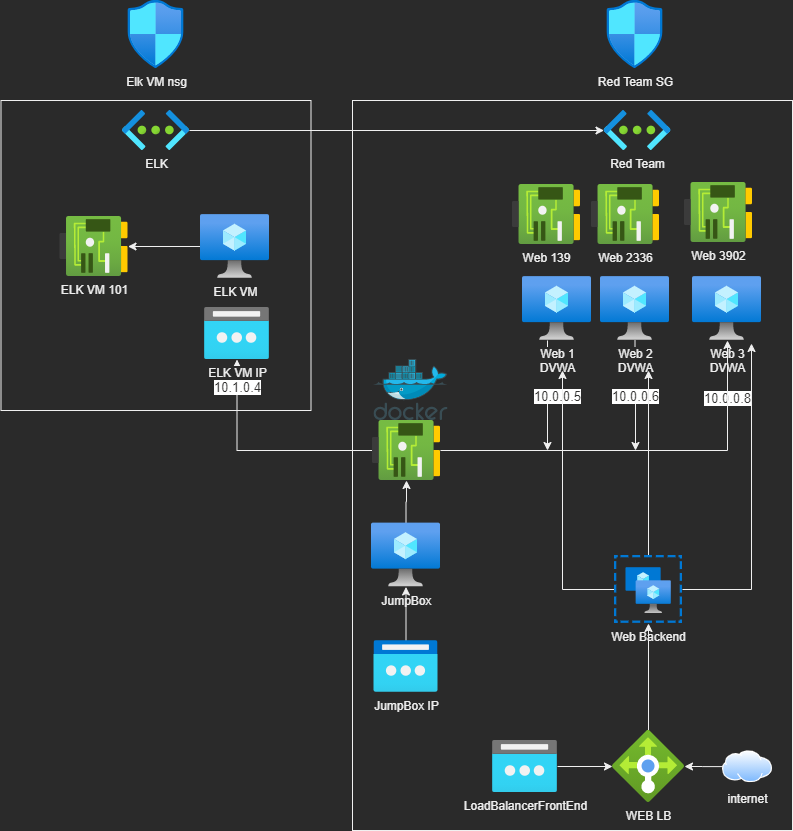 Elk VM nsg
Red Team SG
ELK
Red Team
Web 139
Web 2336
Web 3902
ELK VM 101
ELK VM
Web 1
DVWA
Web 2
DVWA
Web 3
DVWA
ELK VM IP
10.1.0.4
10.0.0.5
10.0.0.6
10.0.0.8
docker
JumpBox
Web Backend
JumpBox IP
LoadBalancerFrontEnd
WEB LB
internet